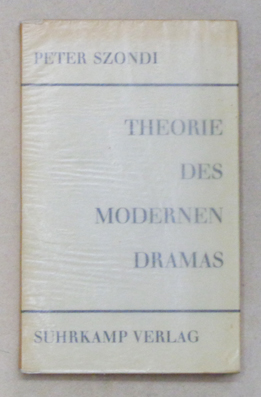 PETER SZONDI
THEORIE
DES
MODERNEN
DRAMAS
SUHRKAMP VERLAG